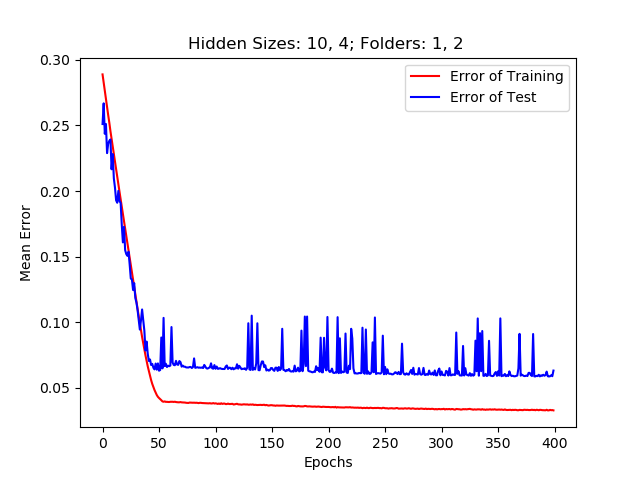 Hidden Sizes: 10, 4; Folders: 1, 2
Error of Training
Error of Test
0.30
0.25
0.20
0.15
0.10
0.05
Mean Error
0 50 100 150 200 250 300 350 400
Epochs